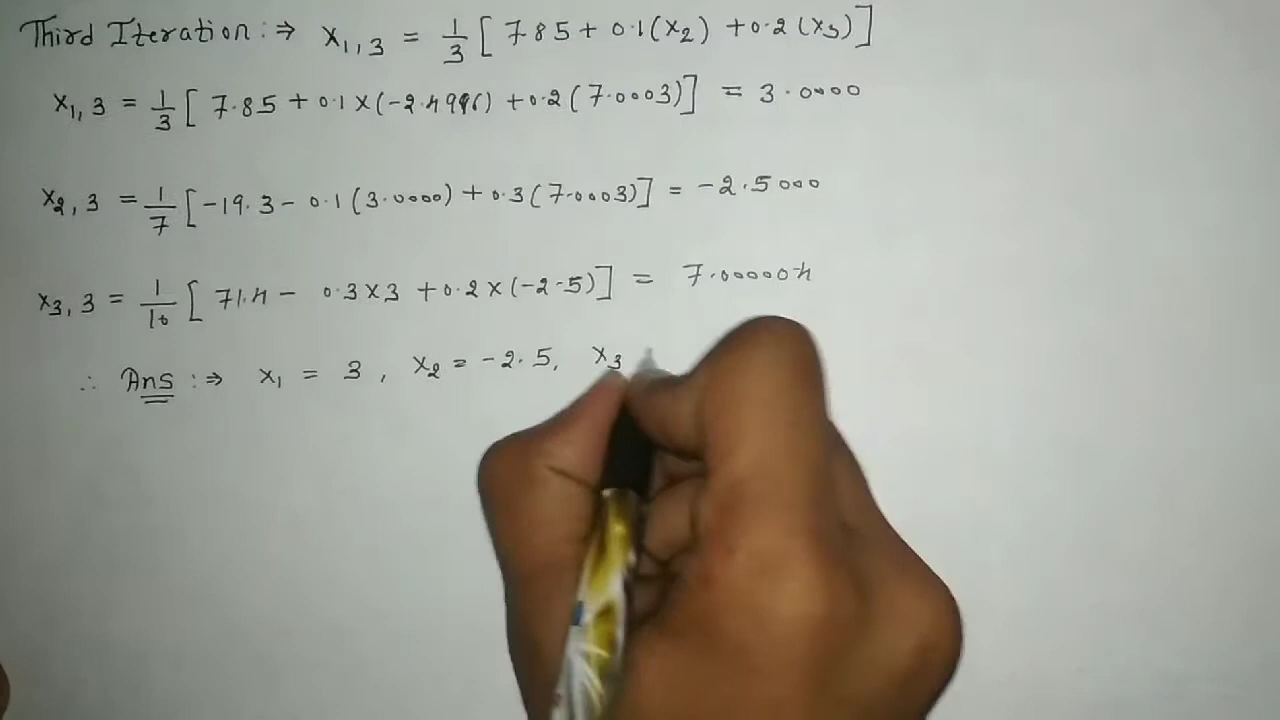 Third Iteration :⇒ x₁,₃ = 1/3 [ 785 + 0.1(x₂) + 0.2(x₃)]
x₁,₃ = 1/3 [ 7.85 + 0.1 × (-2.4996) + 0.2(7.0003)] = 3.0000
x₂,₃ = 1/7 [-19.3 - 0.1(3.0000) + 0.3(7.0003)] = -2.5000
x₃,₃ = 1/10 [ 71.4 - 0.3×3 + 0.2×(-2.5)] = 7.000004
∴ Ans :⇒ x₁ = 3, x₂ = -2.5, x₃